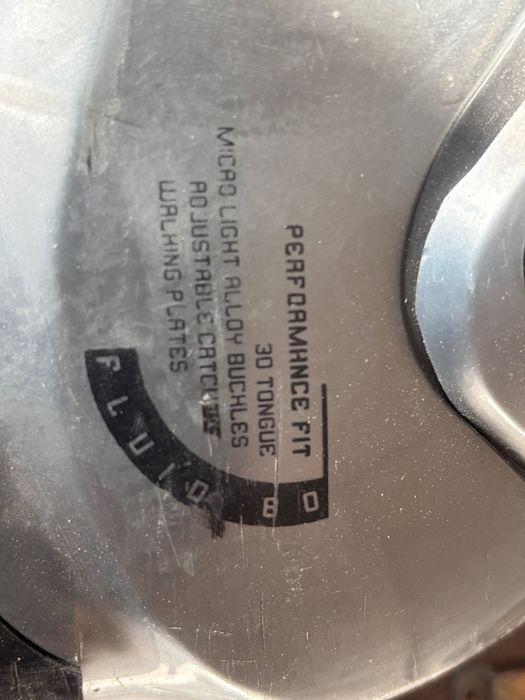 PERFORMANCE FIT
3D TONGUE
MICRO LIGHT ALLOY BUCKLES
ADJUSTABLE CATCHES
WALKING PLATES
FLUID 80